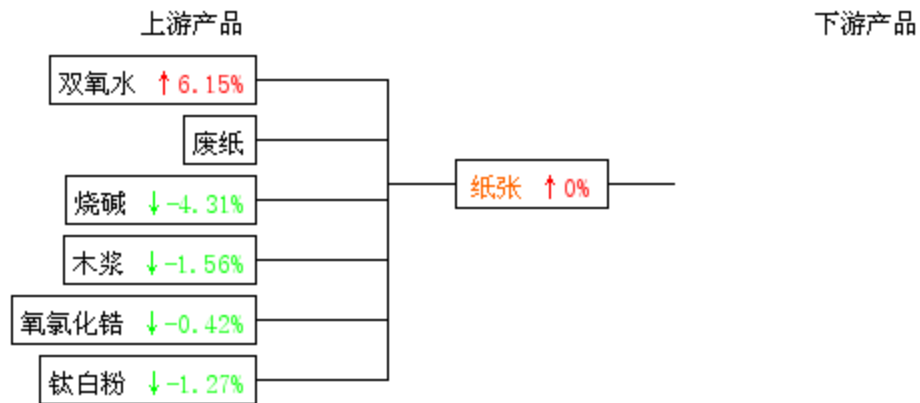 上游产品
下游产品
双氧水 ↑6.15%
废纸
烧碱 ↓-4.31%
木浆 ↓-1.56%
氧氯化锆 ↓-0.42%
钛白粉 ↓-1.27%
纸张 ↑0%